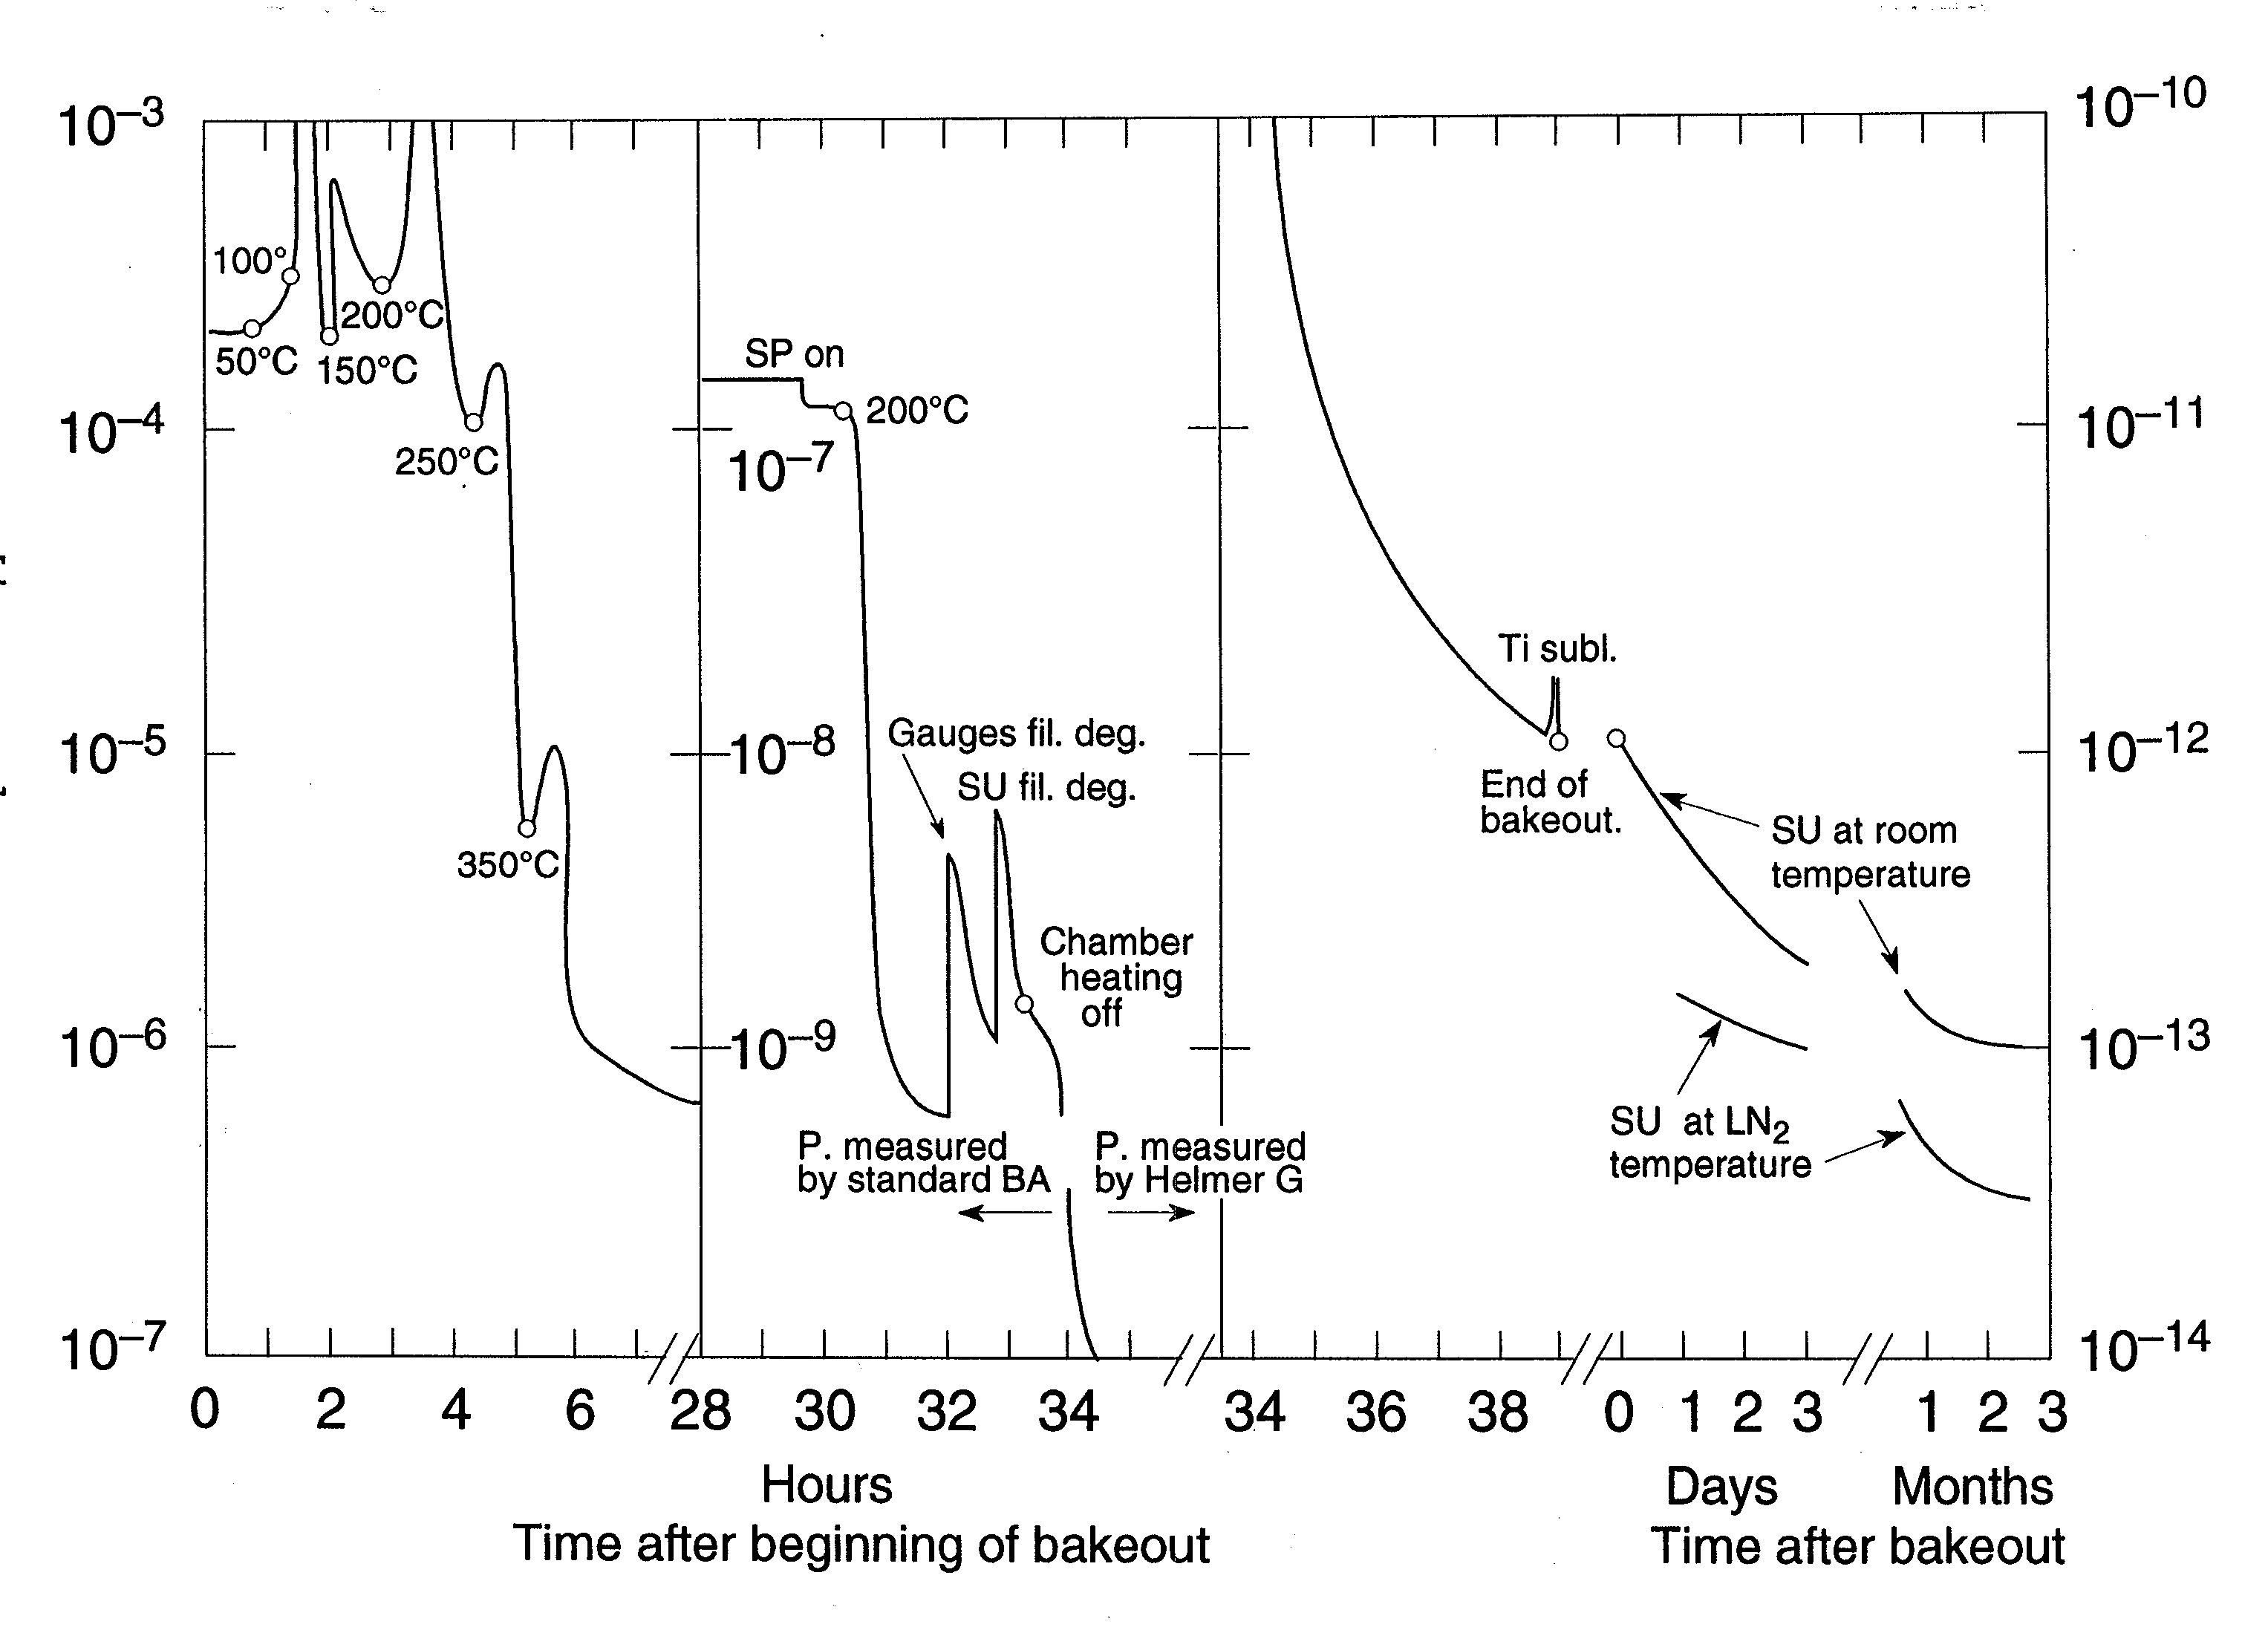 10–3
10–4
10–5
10–6
10–7
100°
50°C
150°C
200°C
250°C
350°C
SP on
200°C
10–7
10–8
10–9
Gauges fil. deg.
SU fil. deg.
Chamber
heating
off
P. measured
by standard BA
P. measured
by Helmer G
Ti subl.
End of
bakeout.
SU at room
temperature
SU at LN2
temperature
10–10
10–11
10–12
10–13
10–14
0 2 4 6 28 30 32 34 34 36 38 0 1 2 3 1 2 3
Hours
Time after beginning of bakeout
Days Months
Time after bakeout